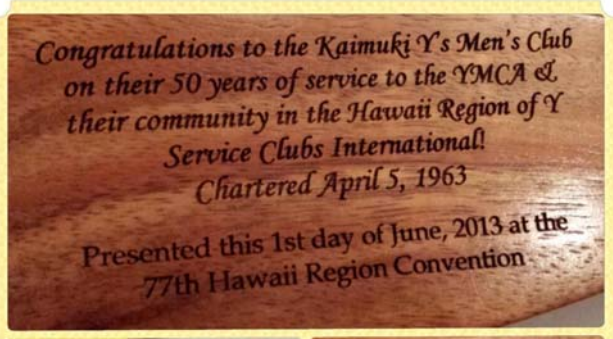 Congratulations to the Kaimuki Y's Men's Club
on their 50 years of service to the YMCA &
their community in the Hawaii Region of Y
Service Clubs International!
Chartered April 5, 1963
Presented this 1st day of June, 2013 at the
77th Hawaii Region Convention